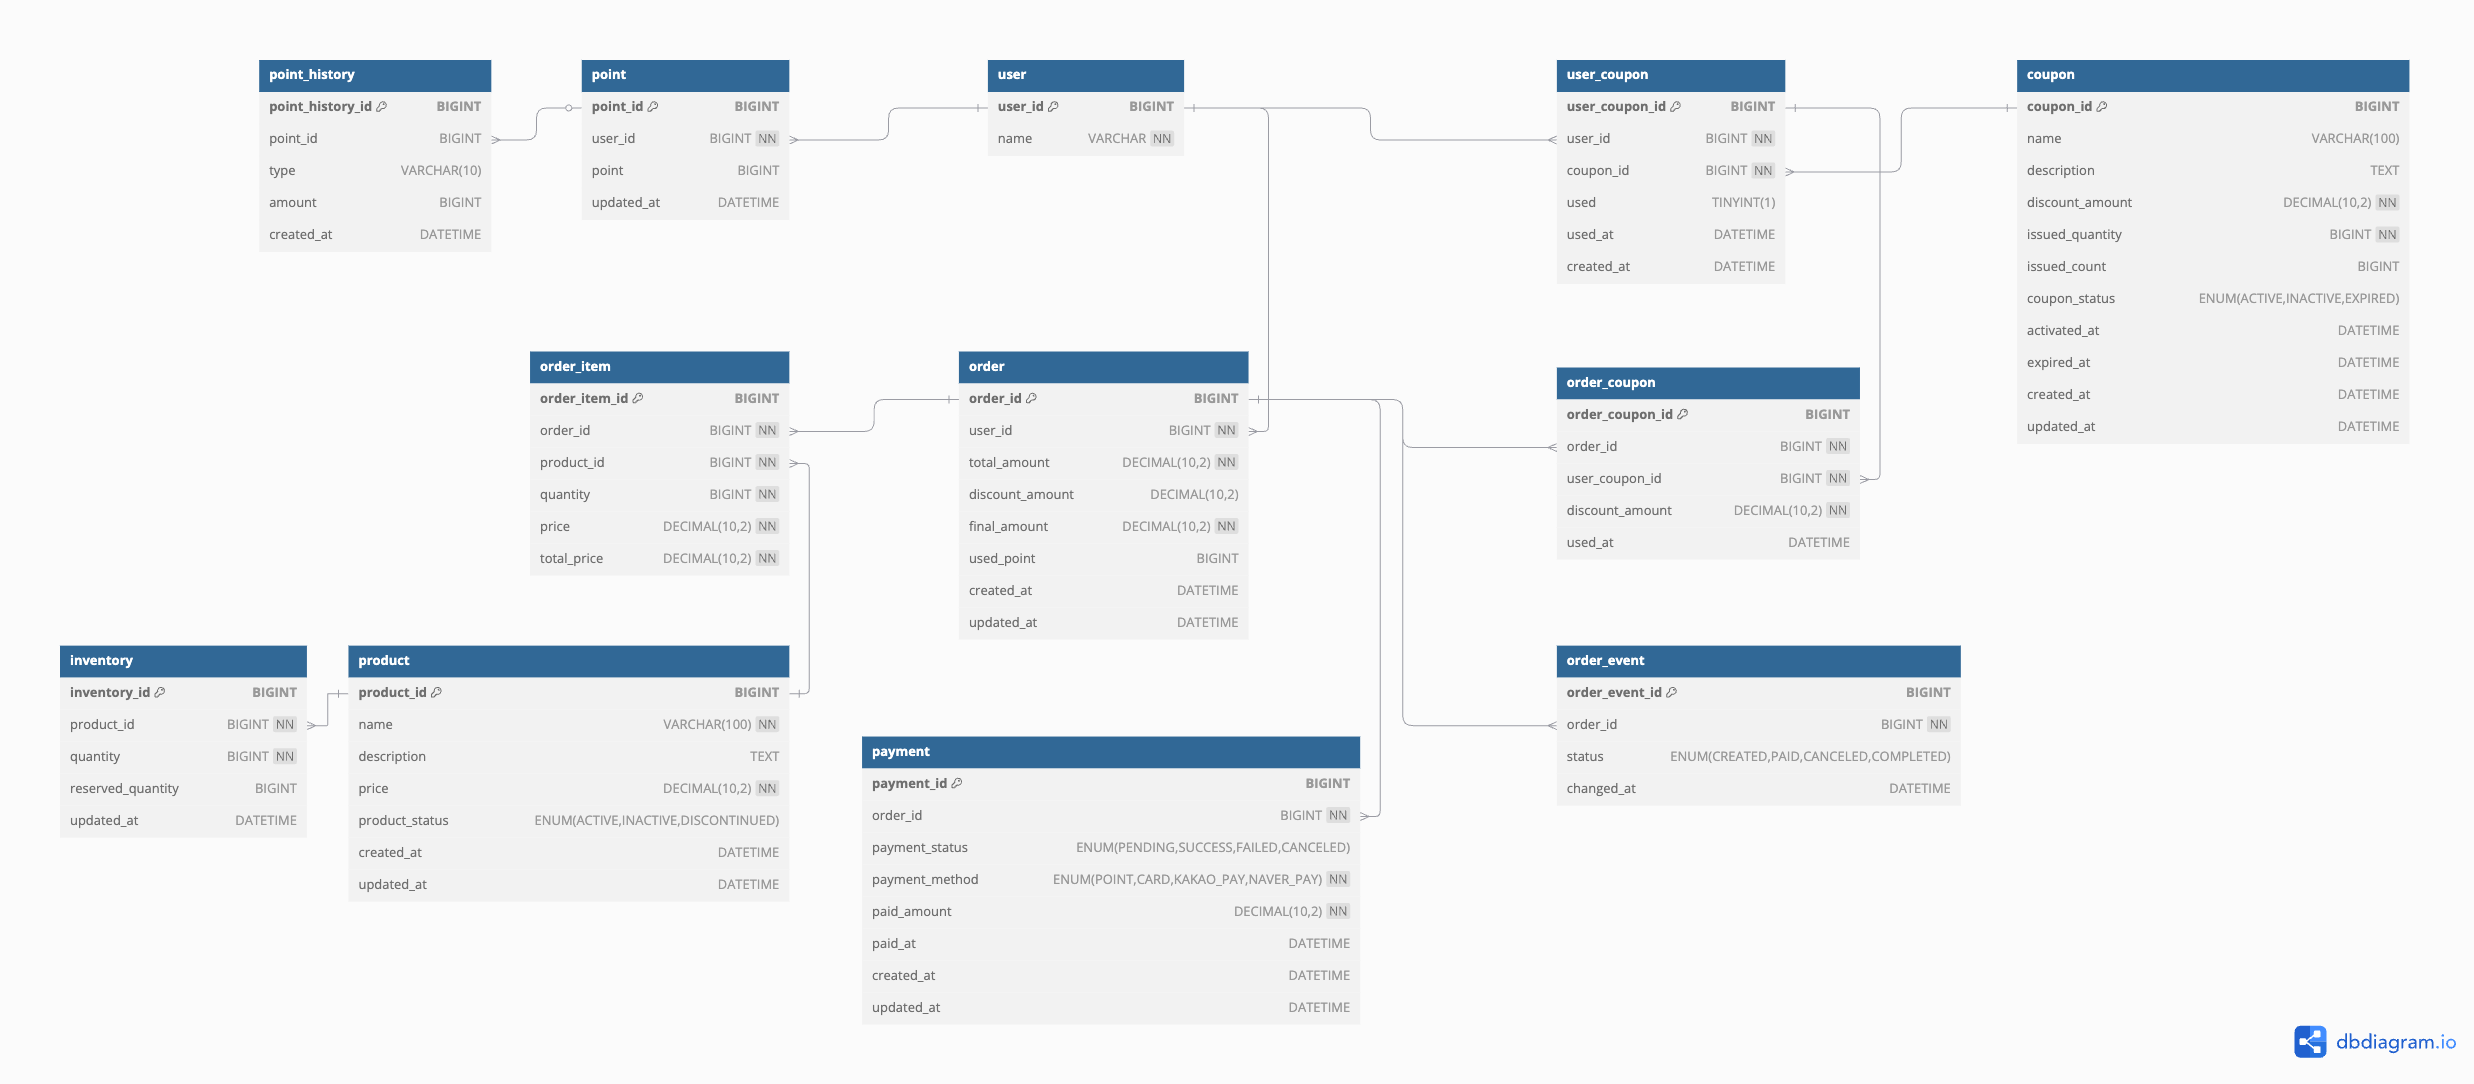 point_history
point_history_id BIGINT
point_id BIGINT
type VARCHAR(10)
amount BIGINT
created_at DATETIME
point
point_id BIGINT
user_id BIGINT NN
point BIGINT
updated_at DATETIME
user
user_id BIGINT
name VARCHAR NN
user_coupon
user_coupon_id BIGINT
user_id BIGINT NN
coupon_id BIGINT NN
used TINYINT(1)
used_at DATETIME
created_at DATETIME
coupon
coupon_id BIGINT
name VARCHAR(100)
description TEXT
discount_amount DECIMAL(10,2) NN
issued_quantity BIGINT NN
issued_count BIGINT
coupon_status ENUM(ACTIVE,INACTIVE,EXPIRED)
activated_at DATETIME
expired_at DATETIME
created_at DATETIME
updated_at DATETIME
order_item
order_item_id BIGINT
order_id BIGINT NN
product_id BIGINT NN
quantity BIGINT NN
price DECIMAL(10,2) NN
total_price DECIMAL(10,2) NN
order
order_id BIGINT
user_id BIGINT NN
total_amount DECIMAL(10,2) NN
discount_amount DECIMAL(10,2)
final_amount DECIMAL(10,2) NN
used_point BIGINT
created_at DATETIME
updated_at DATETIME
order_coupon
order_coupon_id BIGINT
order_id BIGINT NN
user_coupon_id BIGINT NN
discount_amount DECIMAL(10,2) NN
used_at DATETIME
inventory
inventory_id BIGINT
product_id BIGINT NN
quantity BIGINT NN
reserved_quantity BIGINT
updated_at DATETIME
product
product_id BIGINT
name VARCHAR(100) NN
description TEXT
price DECIMAL(10,2) NN
product_status ENUM(ACTIVE,INACTIVE,DISCONTINUED)
created_at DATETIME
updated_at DATETIME
payment
payment_id BIGINT
order_id BIGINT NN
payment_status ENUM(PENDING,SUCCESS,FAILED,CANCELED)
payment_method ENUM(POINT,CARD,KAKAO_PAY,NAVER_PAY) NN
paid_amount DECIMAL(10,2) NN
paid_at DATETIME
created_at DATETIME
updated_at DATETIME
order_event
order_event_id BIGINT
order_id BIGINT NN
status ENUM(CREATED,PAID,CANCELED,COMPLETED)
changed_at DATETIME
dbdiagram.io